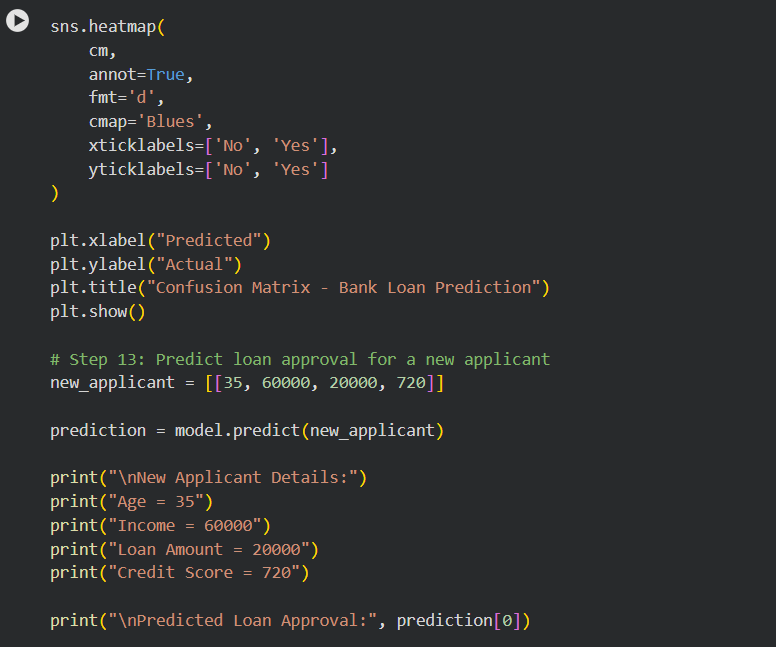 sns.heatmap(
    cm,
    annot=True,
    fmt='d',
    cmap='Blues',
    xticklabels=['No', 'Yes'],
    yticklabels=['No', 'Yes']
)

plt.xlabel("Predicted")
plt.ylabel("Actual")
plt.title("Confusion Matrix - Bank Loan Prediction")
plt.show()

# Step 13: Predict loan approval for a new applicant
new_applicant = [[35, 60000, 20000, 720]]

prediction = model.predict(new_applicant)

print("\nNew Applicant Details:")
print("Age = 35")
print("Income = 60000")
print("Loan Amount = 20000")
print("Credit Score = 720")

print("\nPredicted Loan Approval:", prediction[0])